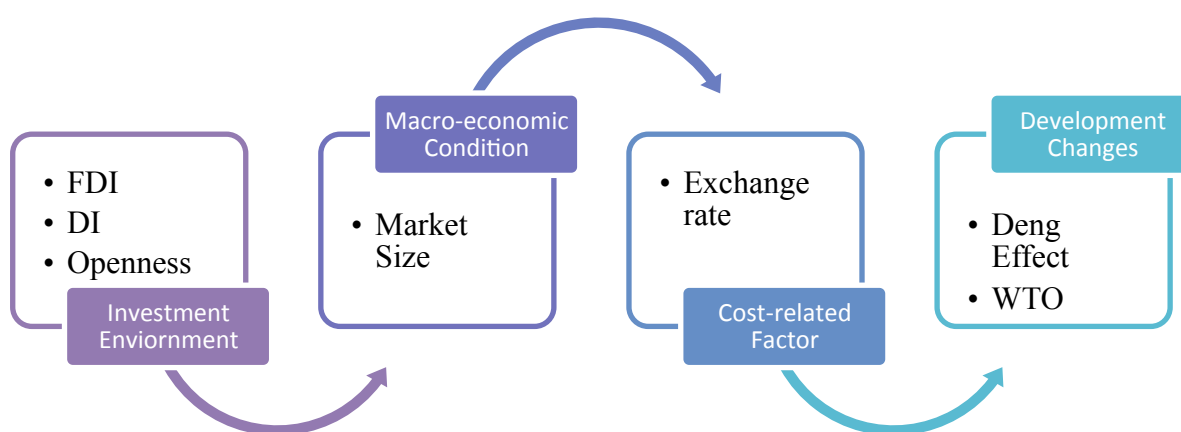 • FDI
• DI
• Openness
Investment
Enviornment
Macro-economic
Condition
• Market
Size
• Exchange
rate
Cost-related
Factor
Development
Changes
• Deng
Effect
• WTO